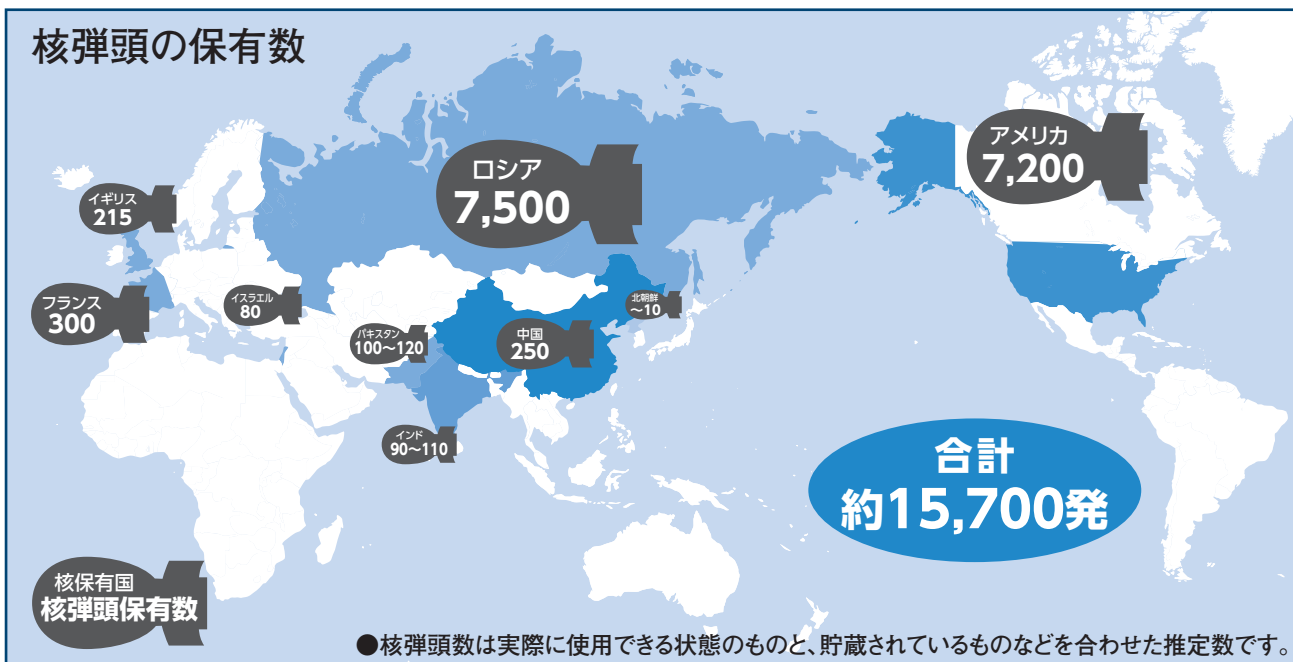 核弾頭の保有数
イギリス
215
フランス
300
イスラエル
80
ロシア
7,500
パキスタン
100〜120
インド
90〜110
中国
250
北朝鮮
〜10
アメリカ
7,200
合計
約15,700発
核保有国
核弾頭保有数
●核弾頭数は実際に使用できる状態のものと、貯蔵されているものなどを合わせた推定数です。